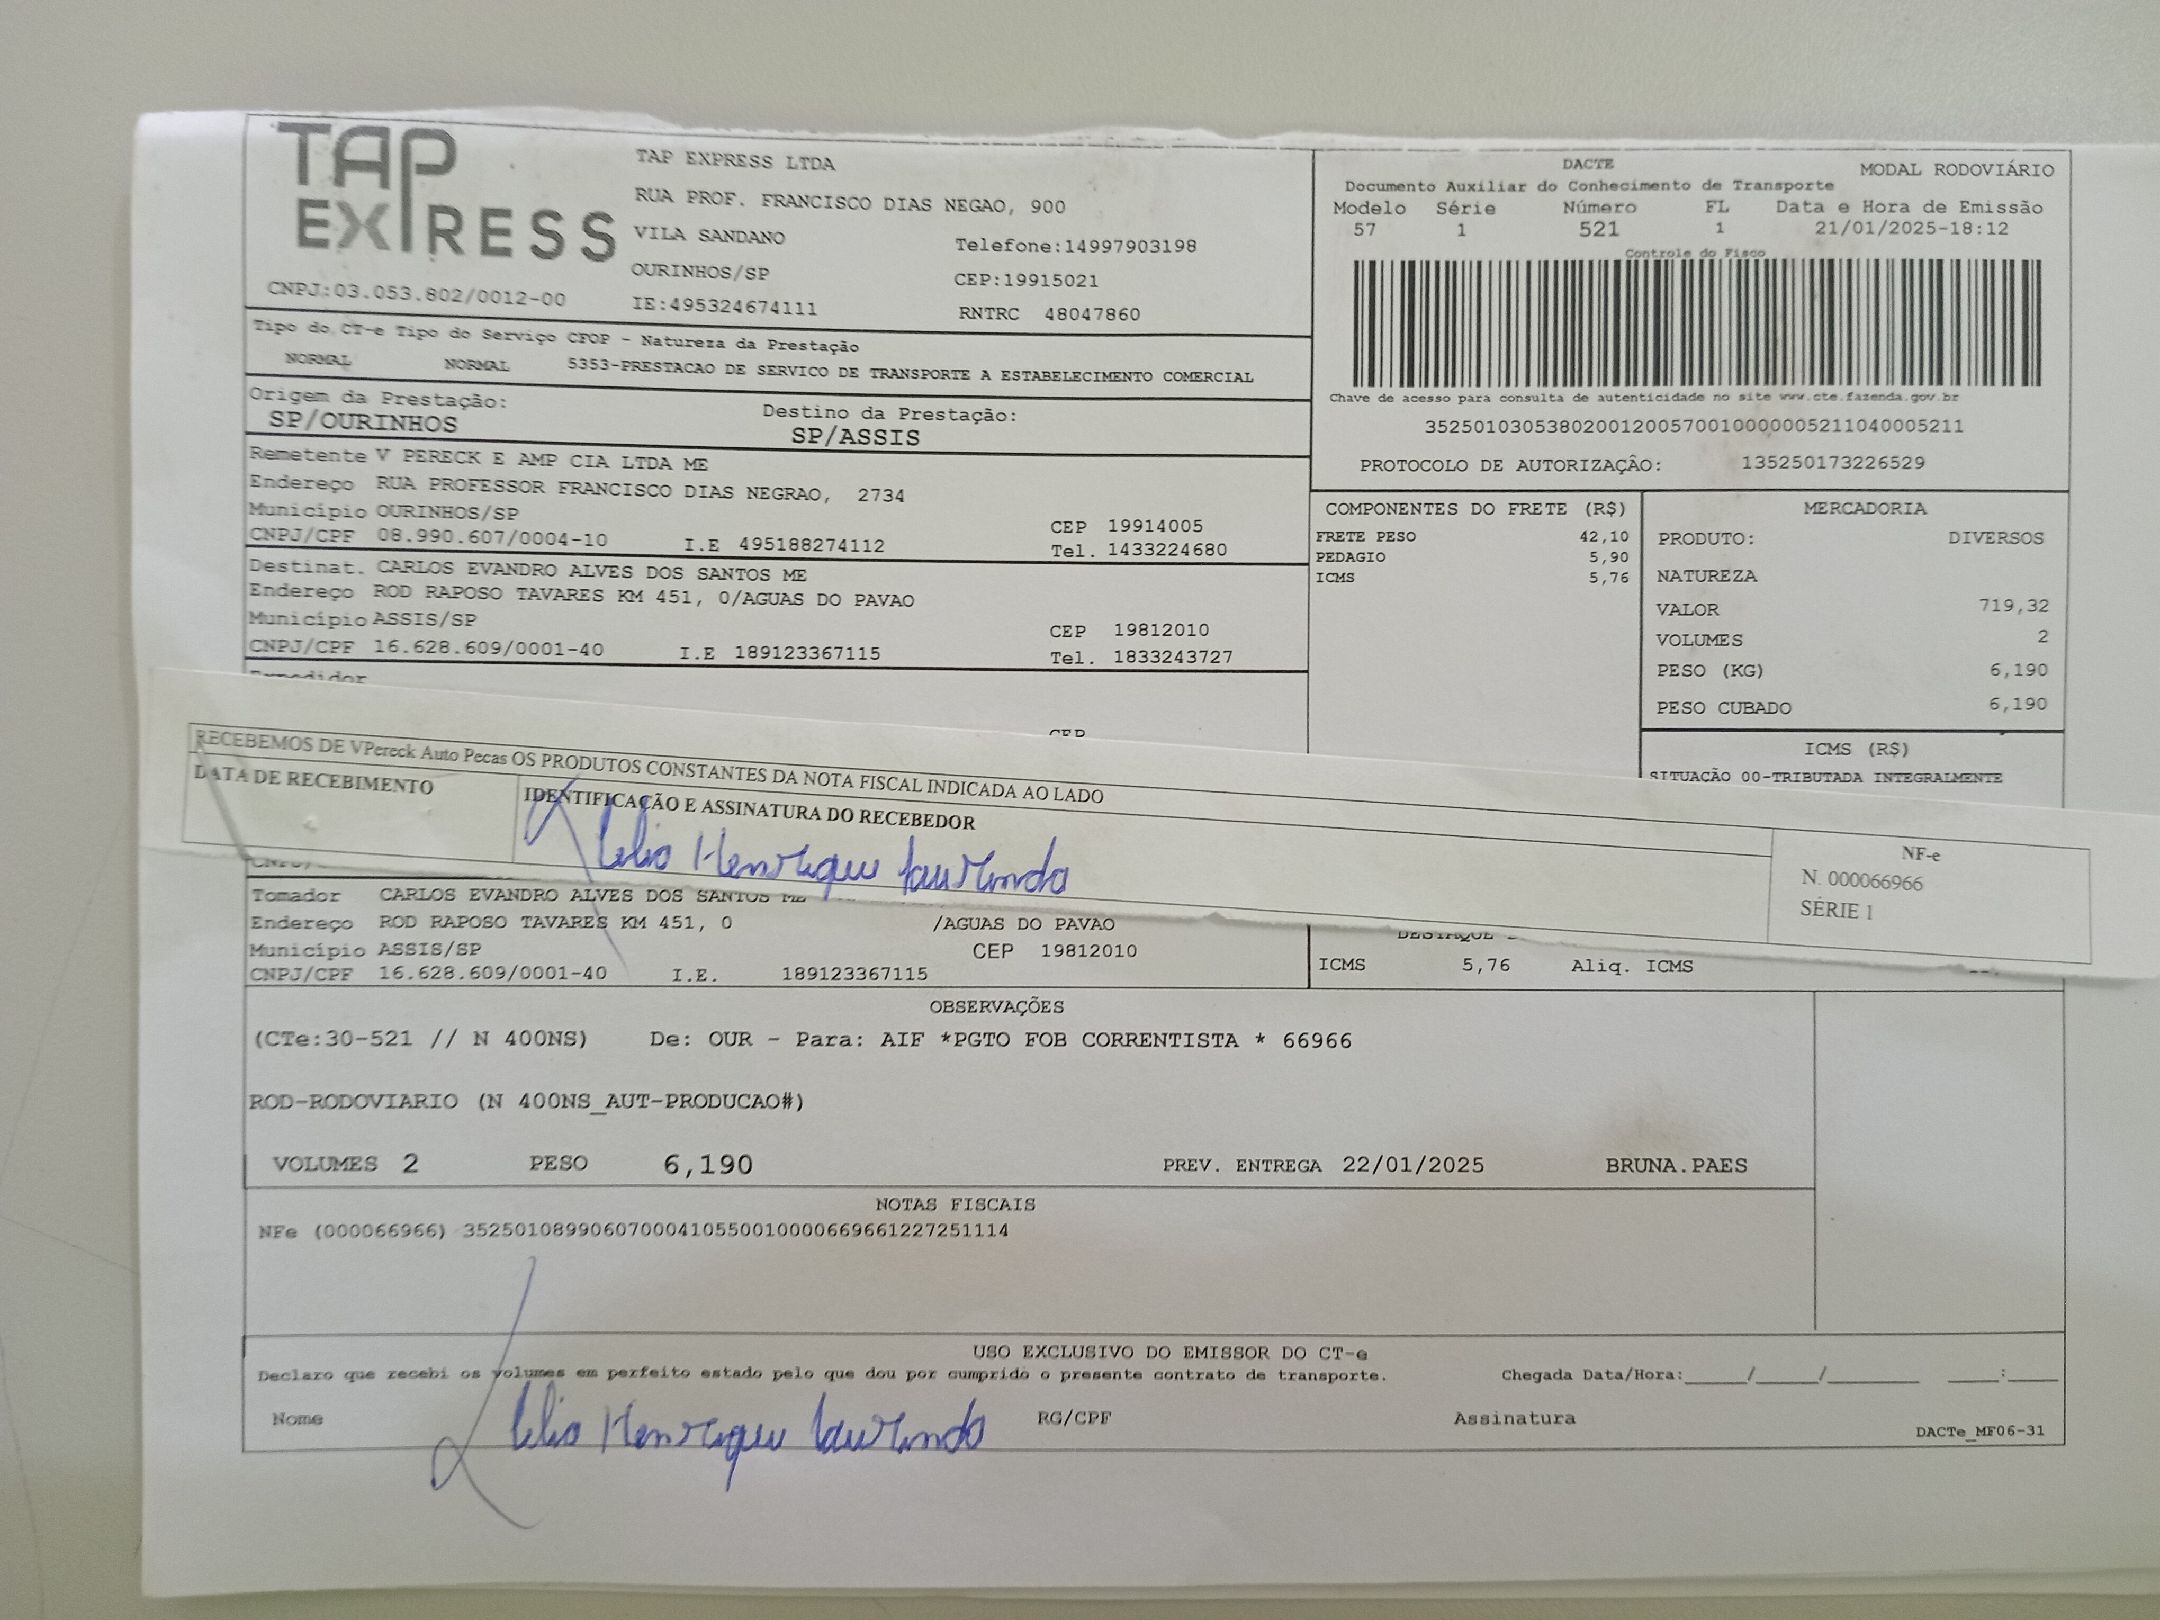 TAP EXPRESS
TAP EXPRESS LTDA
RUA PROF. FRANCISCO DIAS NEGAO, 900
VILA SANDANO
Telefone:14997903198
OURINHOS/SP
CEP:19915021
CNPJ:03.053.802/0012-00
IE:495324674111
RNTRC 48047860
DACTE
MODAL RODOVIÁRIO
Documento Auxiliar do Conhecimento de Transporte
Modelo Série Número FL Data e Hora de Emissão
57 1 521 1 21/01/2025-18:12
Controle do Fisco
Chave de acesso para consulta de autenticidade no site www.cte.fazenda.gov.br
35250103053802001200570010000005211040005211
PROTOCOLO DE AUTORIZAÇÃO: 135250173226529
Tipo do CT-e Tipo do Serviço CFOP - Natureza da Prestação
NORMAL NORMAL 5353-PRESTACAO DE SERVICO DE TRANSPORTE A ESTABELECIMENTO COMERCIAL
Origem da Prestação: Destino da Prestação:
SP/OURINHOS SP/ASSIS
Remetente V PERECK E AMP CIA LTDA ME
Endereço RUA PROFESSOR FRANCISCO DIAS NEGRAO, 2734
Município OURINHOS/SP CEP 19914005
CNPJ/CPF 08.990.607/0004-10 I.E 495188274112 Tel. 1433224680
Destinat. CARLOS EVANDRO ALVES DOS SANTOS ME
Endereço ROD RAPOSO TAVARES KM 451, 0/AGUAS DO PAVAO
Município ASSIS/SP CEP 19812010
CNPJ/CPF 16.628.609/0001-40 I.E 189123367115 Tel. 1833243727
Expedidor
CEP
COMPONENTES DO FRETE (R$)
FRETE PESO 42,10
PEDAGIO 5,90
ICMS 5,76
MERCADORIA
PRODUTO: DIVERSOS
NATUREZA
VALOR 719,32
VOLUMES 2
PESO (KG) 6,190
PESO CUBADO 6,190
ICMS (R$)
SITUAÇÃO 00-TRIBUTADA INTEGRALMENTE
RECEBEMOS DE VPereck Auto Pecas OS PRODUTOS CONSTANTES DA NOTA FISCAL INDICADA AO LADO
DATA DE RECEBIMENTO
IDENTIFICAÇÃO E ASSINATURA DO RECEBEDOR
Lelio Henrique Laurindo
NF-e
N. 000066966
SÉRIE 1
Tomador CARLOS EVANDRO ALVES DOS SANTOS ME
Endereço ROD RAPOSO TAVARES KM 451, 0 /AGUAS DO PAVAO
Município ASSIS/SP CEP 19812010
CNPJ/CPF 16.628.609/0001-40 I.E. 189123367115
DESTAQUE
ICMS 5,76 Aliq. ICMS
OBSERVAÇÕES
(CTe:30-521 // N 400NS) De: OUR - Para: AIF *PGTO FOB CORRENTISTA * 66966
ROD-RODOVIARIO (N 400NS_AUT-PRODUCAO#)
VOLUMES 2 PESO 6,190 PREV. ENTREGA 22/01/2025 BRUNA.PAES
NOTAS FISCAIS
NFe (000066966) 35250108990607000410550010000669661227251114
USO EXCLUSIVO DO EMISSOR DO CT-e
Declaro que recebi os volumes em perfeito estado pelo que dou por cumprido o presente contrato de transporte. Chegada Data/Hora:_____/_____/________ ____:____
Nome Lelio Henrique Laurindo RG/CPF Assinatura
DACTe_MF06-31